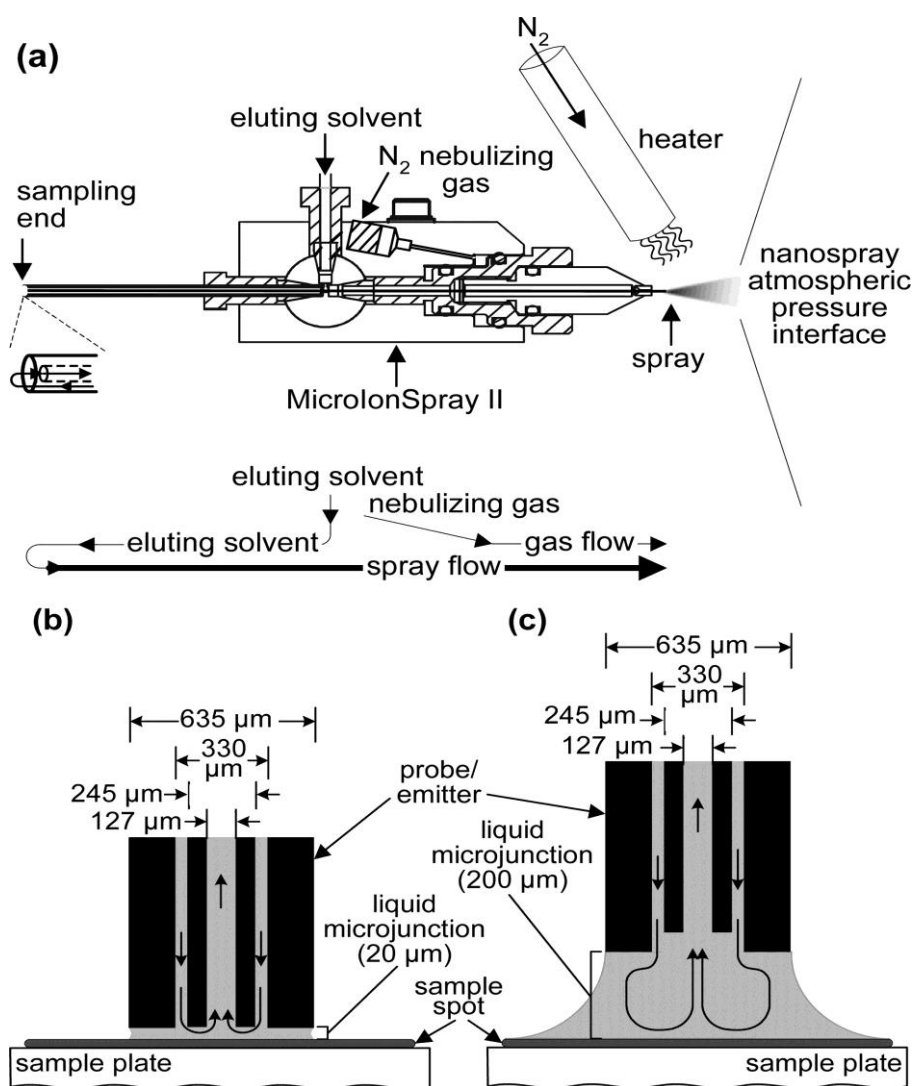 (a)
N2
eluting solvent
N2 nebulizing
gas
heater
sampling
end
nanospray
atmospheric
pressure
interface
spray
MicroIonSpray II
eluting solvent
nebulizing gas
eluting solvent
gas flow
spray flow
(b)
635 µm
330
µm
245 µm
127 µm
probe/
emitter
liquid
microjunction
(20 µm)
sample
spot
sample plate
(c)
635 µm
330
µm
245 µm
127 µm
liquid
microjunction
(200 µm)
sample plate